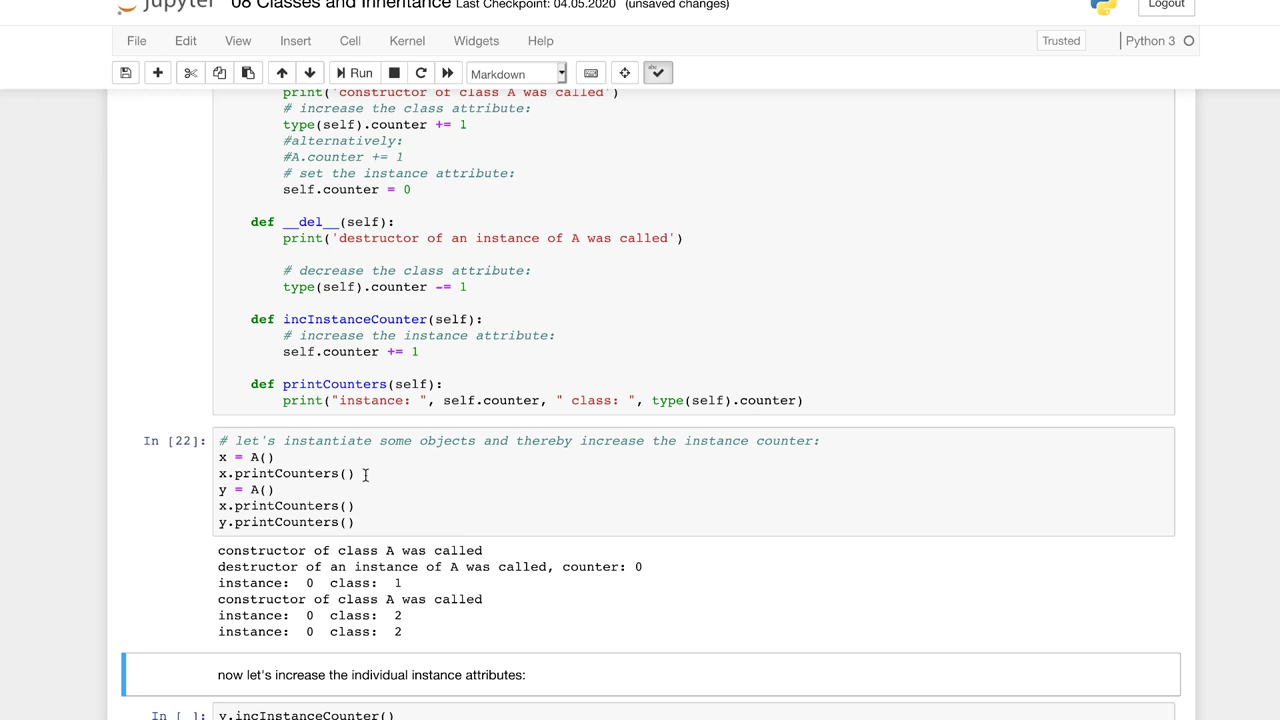 jupyter 08 Classes and Inheritance Last Checkpoint: 04.05.2020 (unsaved changes) Logout
File Edit View Insert Cell Kernel Widgets Help Trusted Python 3
Run Markdown abc
print('constructor of class A was called')
# increase the class attribute:
type(self).counter += 1
#alternatively:
#A.counter += 1
# set the instance attribute:
self.counter = 0
def __del__(self):
print('destructor of an instance of A was called')
# decrease the class attribute:
type(self).counter -= 1
def incInstanceCounter(self):
# increase the instance attribute:
self.counter += 1
def printCounters(self):
print("instance: ", self.counter, " class: ", type(self).counter)
In [22]: # let's instantiate some objects and thereby increase the instance counter:
x = A()
x.printCounters()
y = A()
x.printCounters()
y.printCounters()
constructor of class A was called
destructor of an instance of A was called, counter: 0
instance:  0  class:  1
constructor of class A was called
instance:  0  class:  2
instance:  0  class:  2
now let's increase the individual instance attributes:
In [ ]: y.incInstanceCounter()